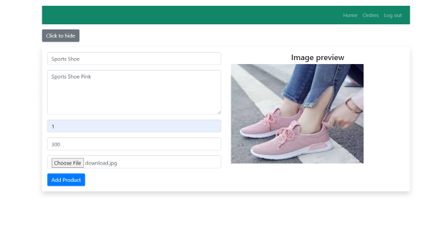 Home Orders Log out
Click to hide
Sports Shoe
Image preview
Sports Shoe Pink
1
300
Choose File download.jpg
Add Product